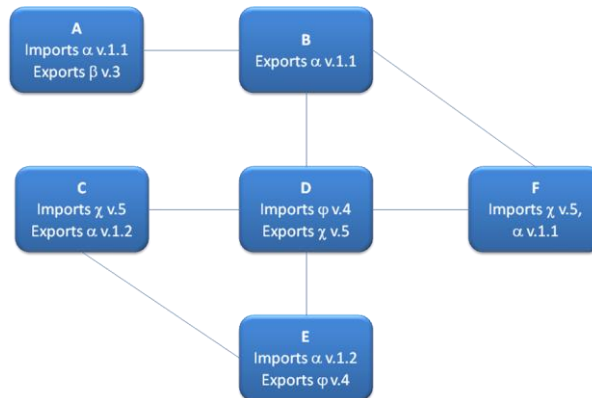 A
Imports α v.1.1
Exports β v.3
B
Exports α v.1.1
C
Imports χ v.5
Exports α v.1.2
D
Imports φ v.4
Exports χ v.5
F
Imports χ v.5,
α v.1.1
E
Imports α v.1.2
Exports φ v.4